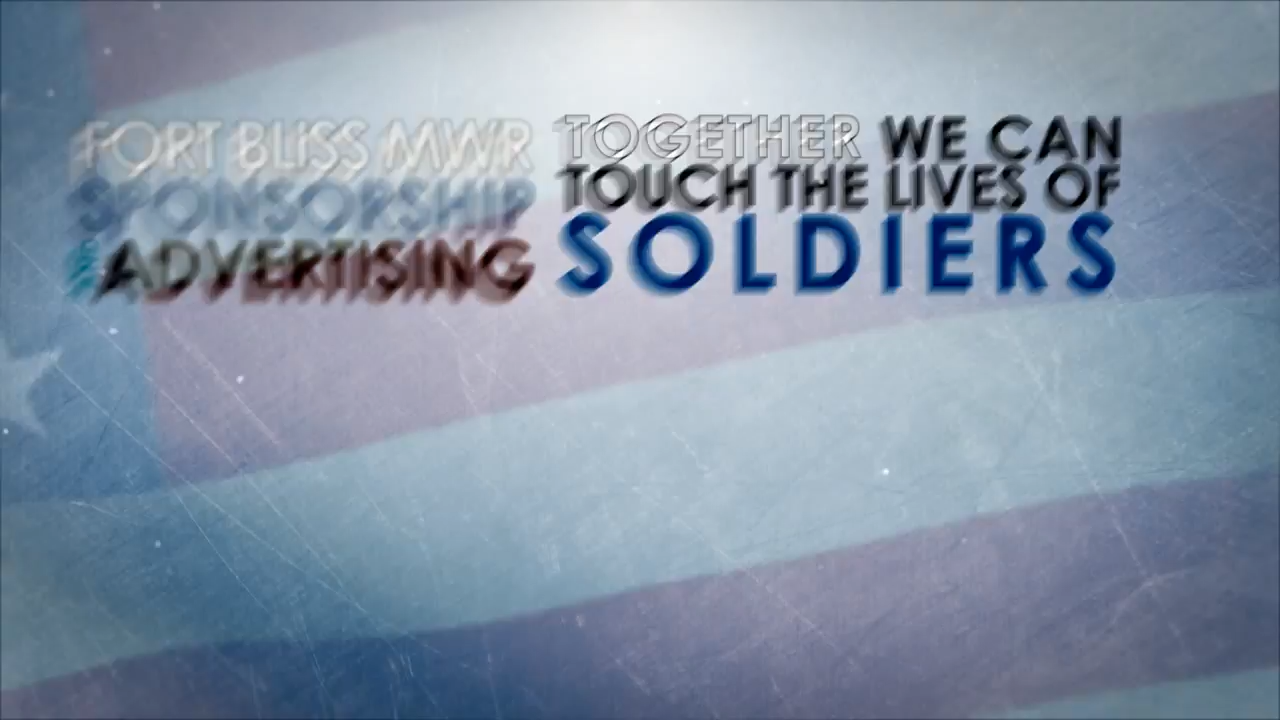 FORT BLISS MWR
SPONSORSHIP
ADVERTISING
TOGETHER WE CAN
TOUCH THE LIVES OF
SOLDIERS